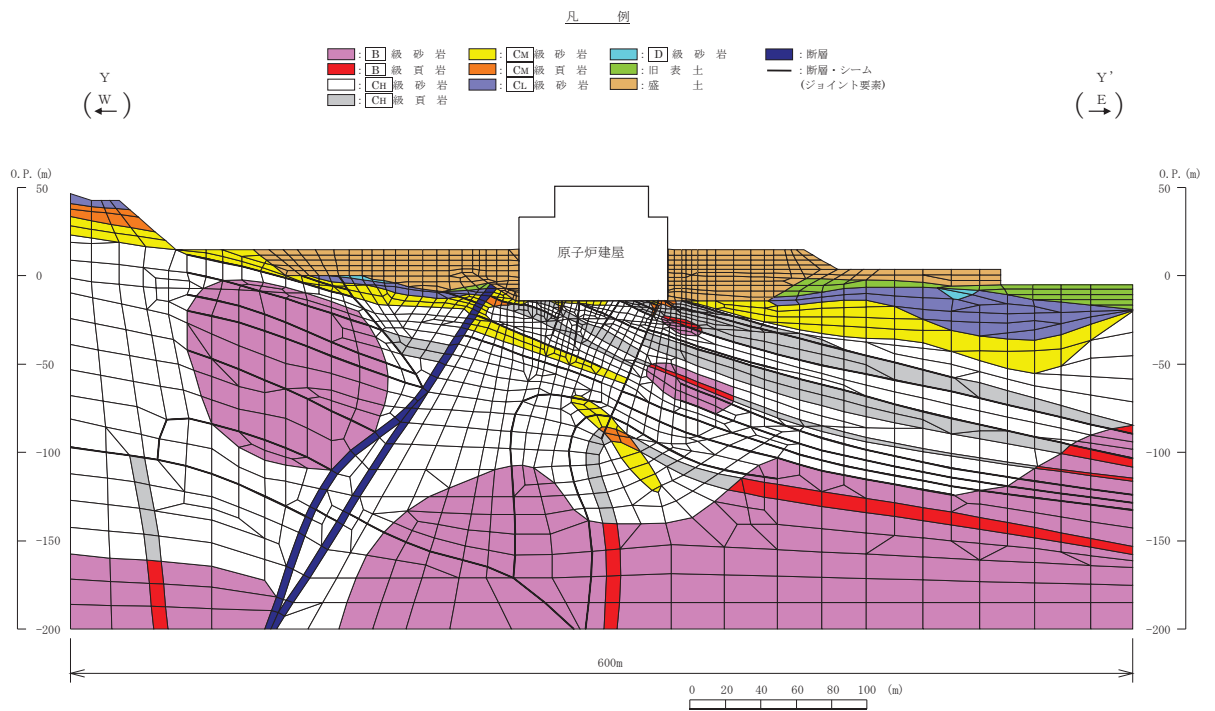 凡 例
: B 級 砂 岩
: CM 級 砂 岩
: D 級 砂 岩
: 断層
: B 級 頁 岩
: CM 級 頁 岩
: 旧 表 土
: 断層・シーム
(ジョイント要素)
: CH 級 砂 岩
: CL 級 砂 岩
: 盛 土
: CH 級 頁 岩
Y
(W)
Y'
(E)
O.P.(m)
50
0
-50
-100
-150
-200
原子炉建屋
O.P.(m)
50
0
-50
-100
-150
-200
600m
0 20 40 60 80 100 (m)